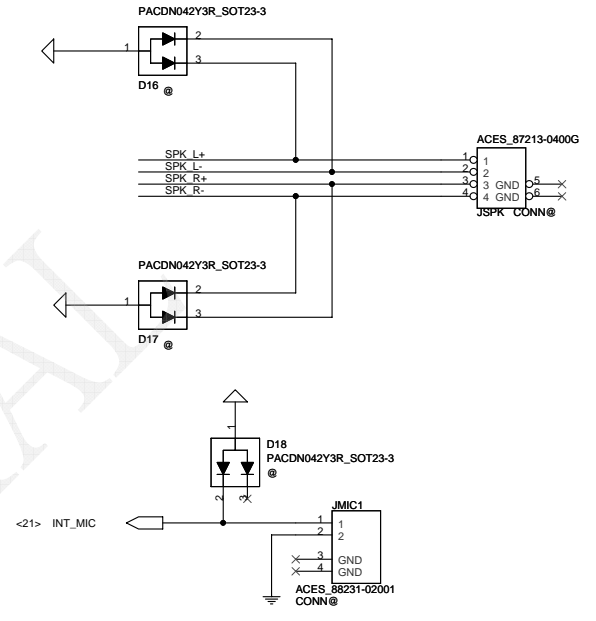 PACDN042Y3R_SOT23-3
1
2
3
D16
@
ACES_87213-0400G
SPK_L+
SPK_L-
SPK_R+
SPK_R-
1 1
2 2
3 3 GND 5
4 4 GND 6
JSPK CONN@
PACDN042Y3R_SOT23-3
1
2
3
D17
@
1
D18
PACDN042Y3R_SOT23-3
@
2 3
JMIC1
<21> INT_MIC
1 1
2 2
3 GND
4 GND
ACES_88231-02001
CONN@